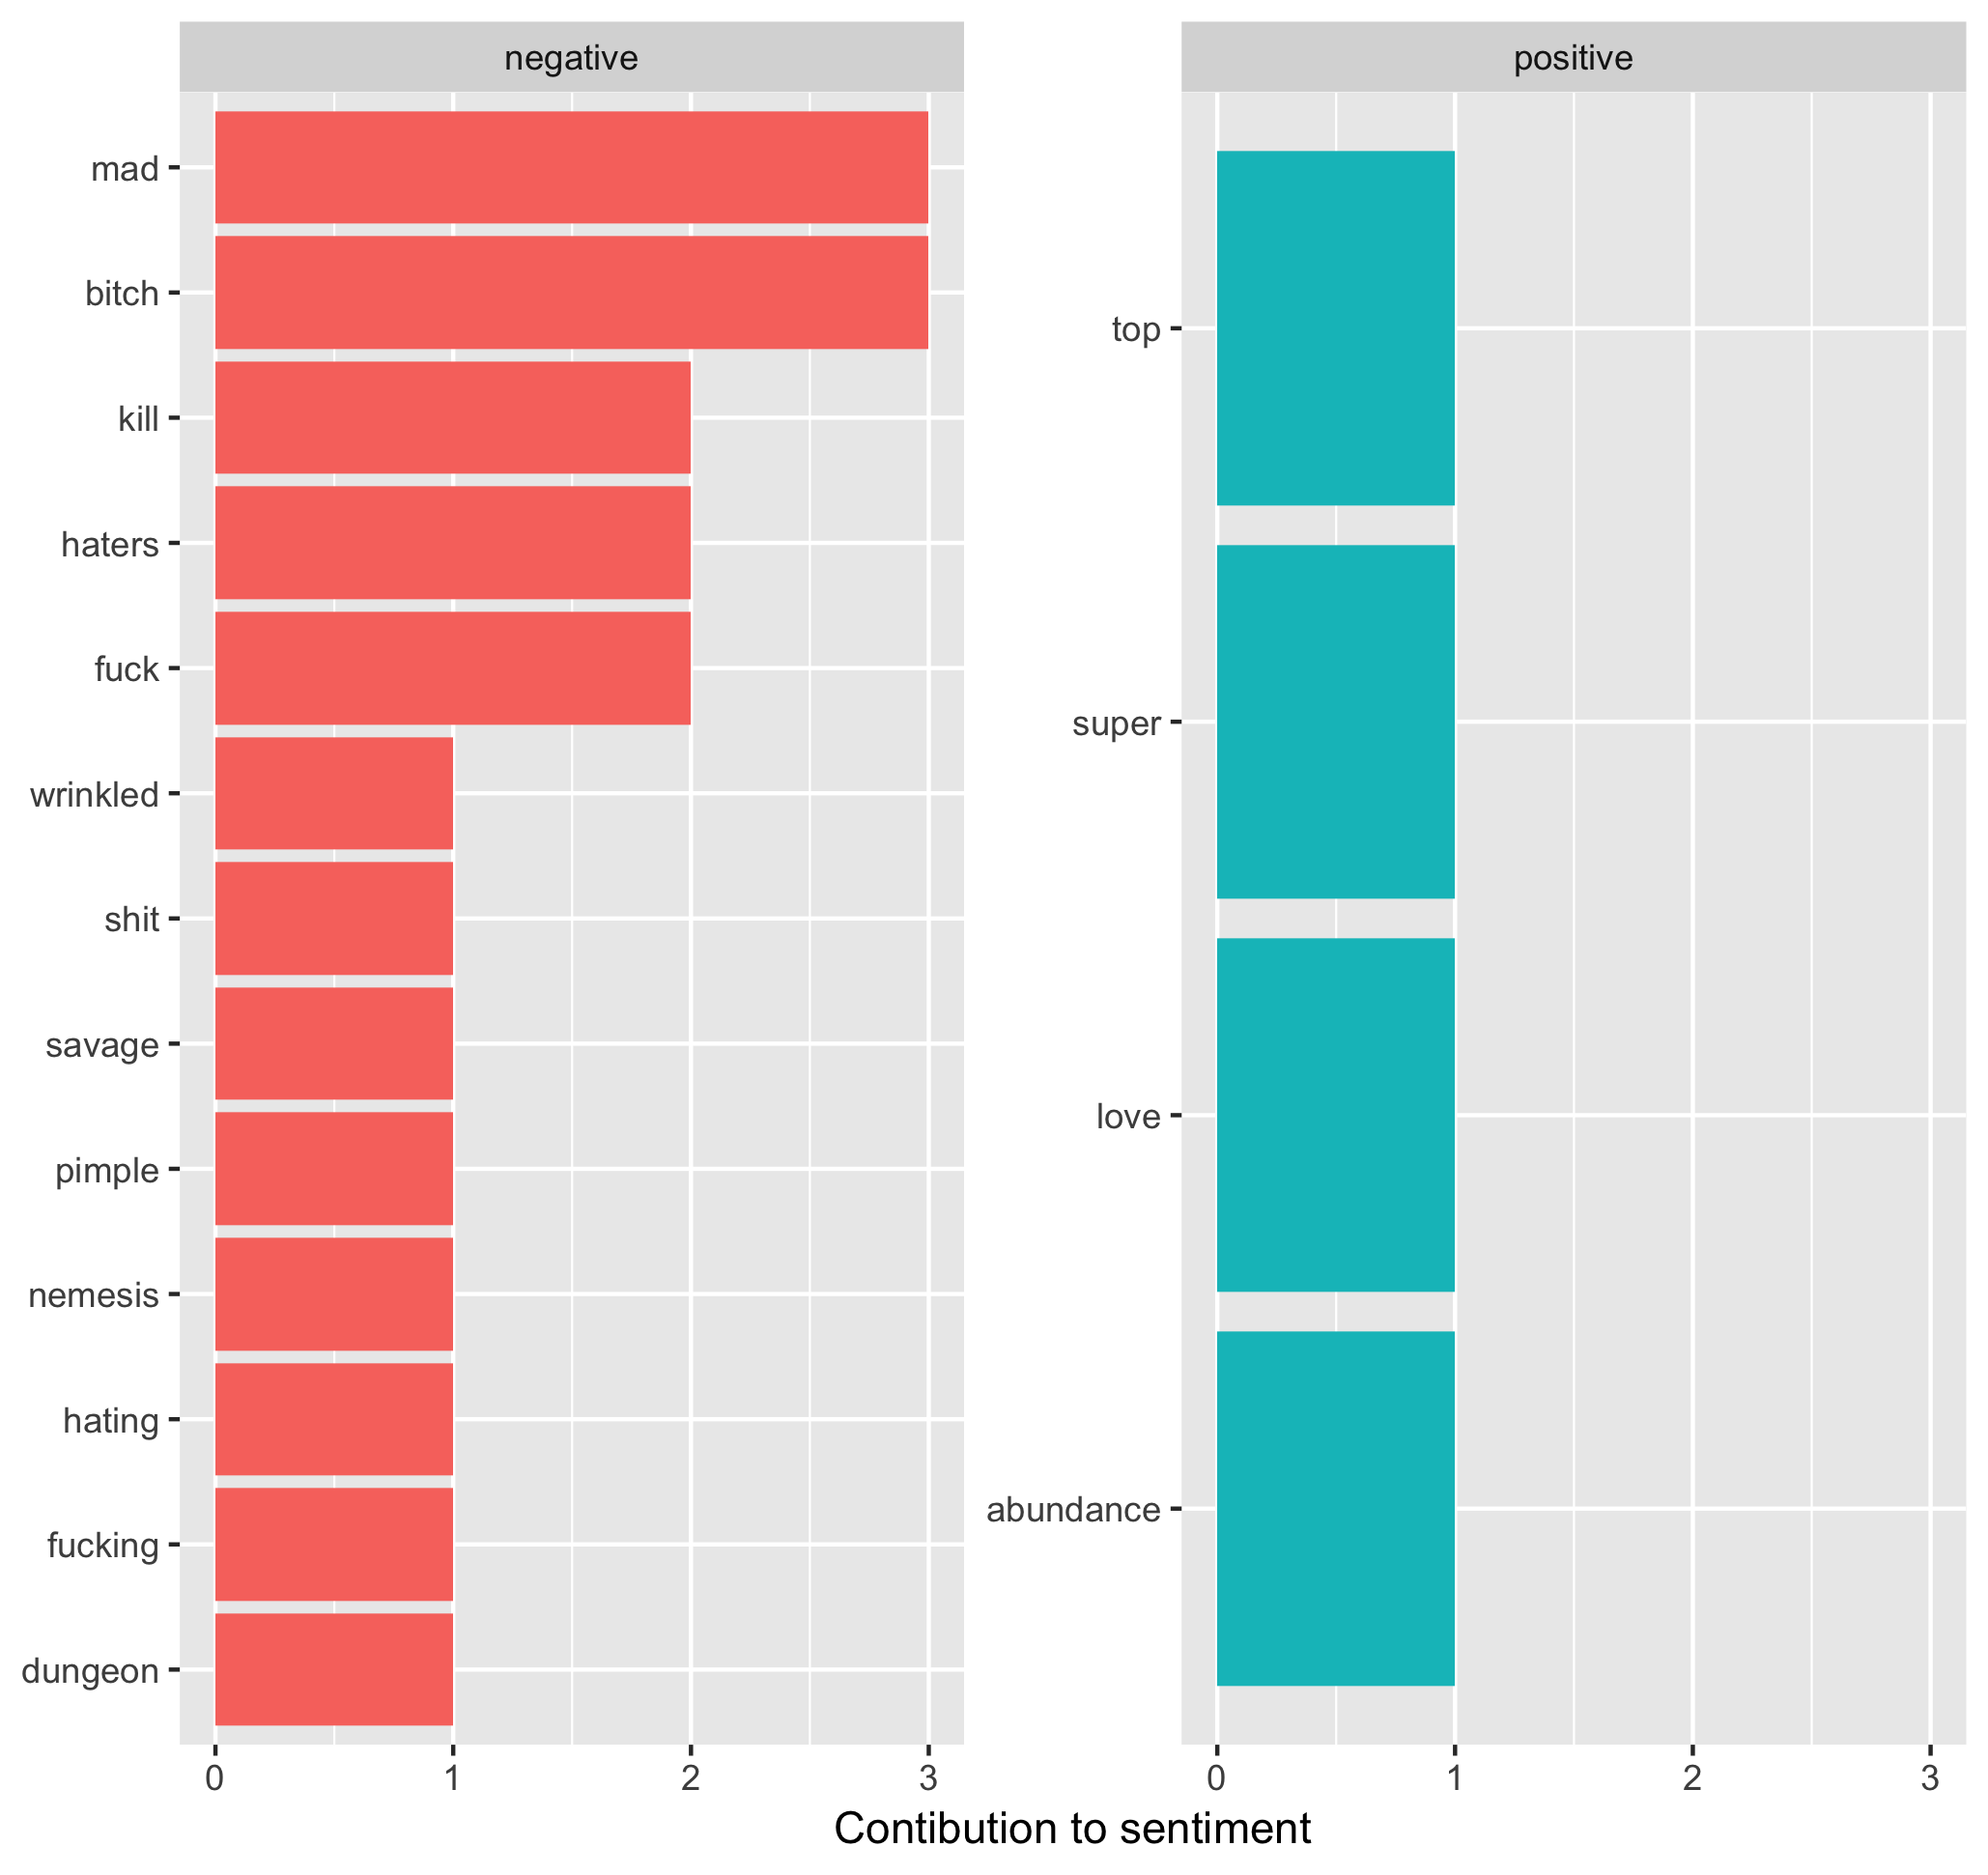 negative
mad
bitch
kill
haters
fuck
wrinkled
shit
savage
pimple
nemesis
hating
fucking
dungeon
0 1 2 3
positive
top
super
love
abundance
0 1 2 3
Contibution to sentiment